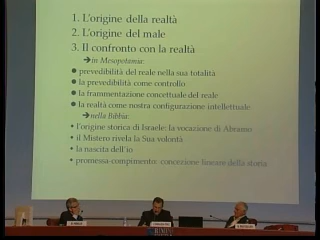 1. L'origine della realtà
2. L'origine del male
3. Il confronto con la realtà
➔in Mesopotamia:
● prevedibilità del reale nella sua totalità
● la prevedibilità come controllo
● la frammentazione concettuale del reale
● la realtà come nostra configurazione intellettuale
➔nella Bibbia:
• l'origine storica di Israele: la vocazione di Abramo
• il Mistero rivela la Sua volontà
• la nascita dell'io
• promessa-compimento: concezione lineare della storia